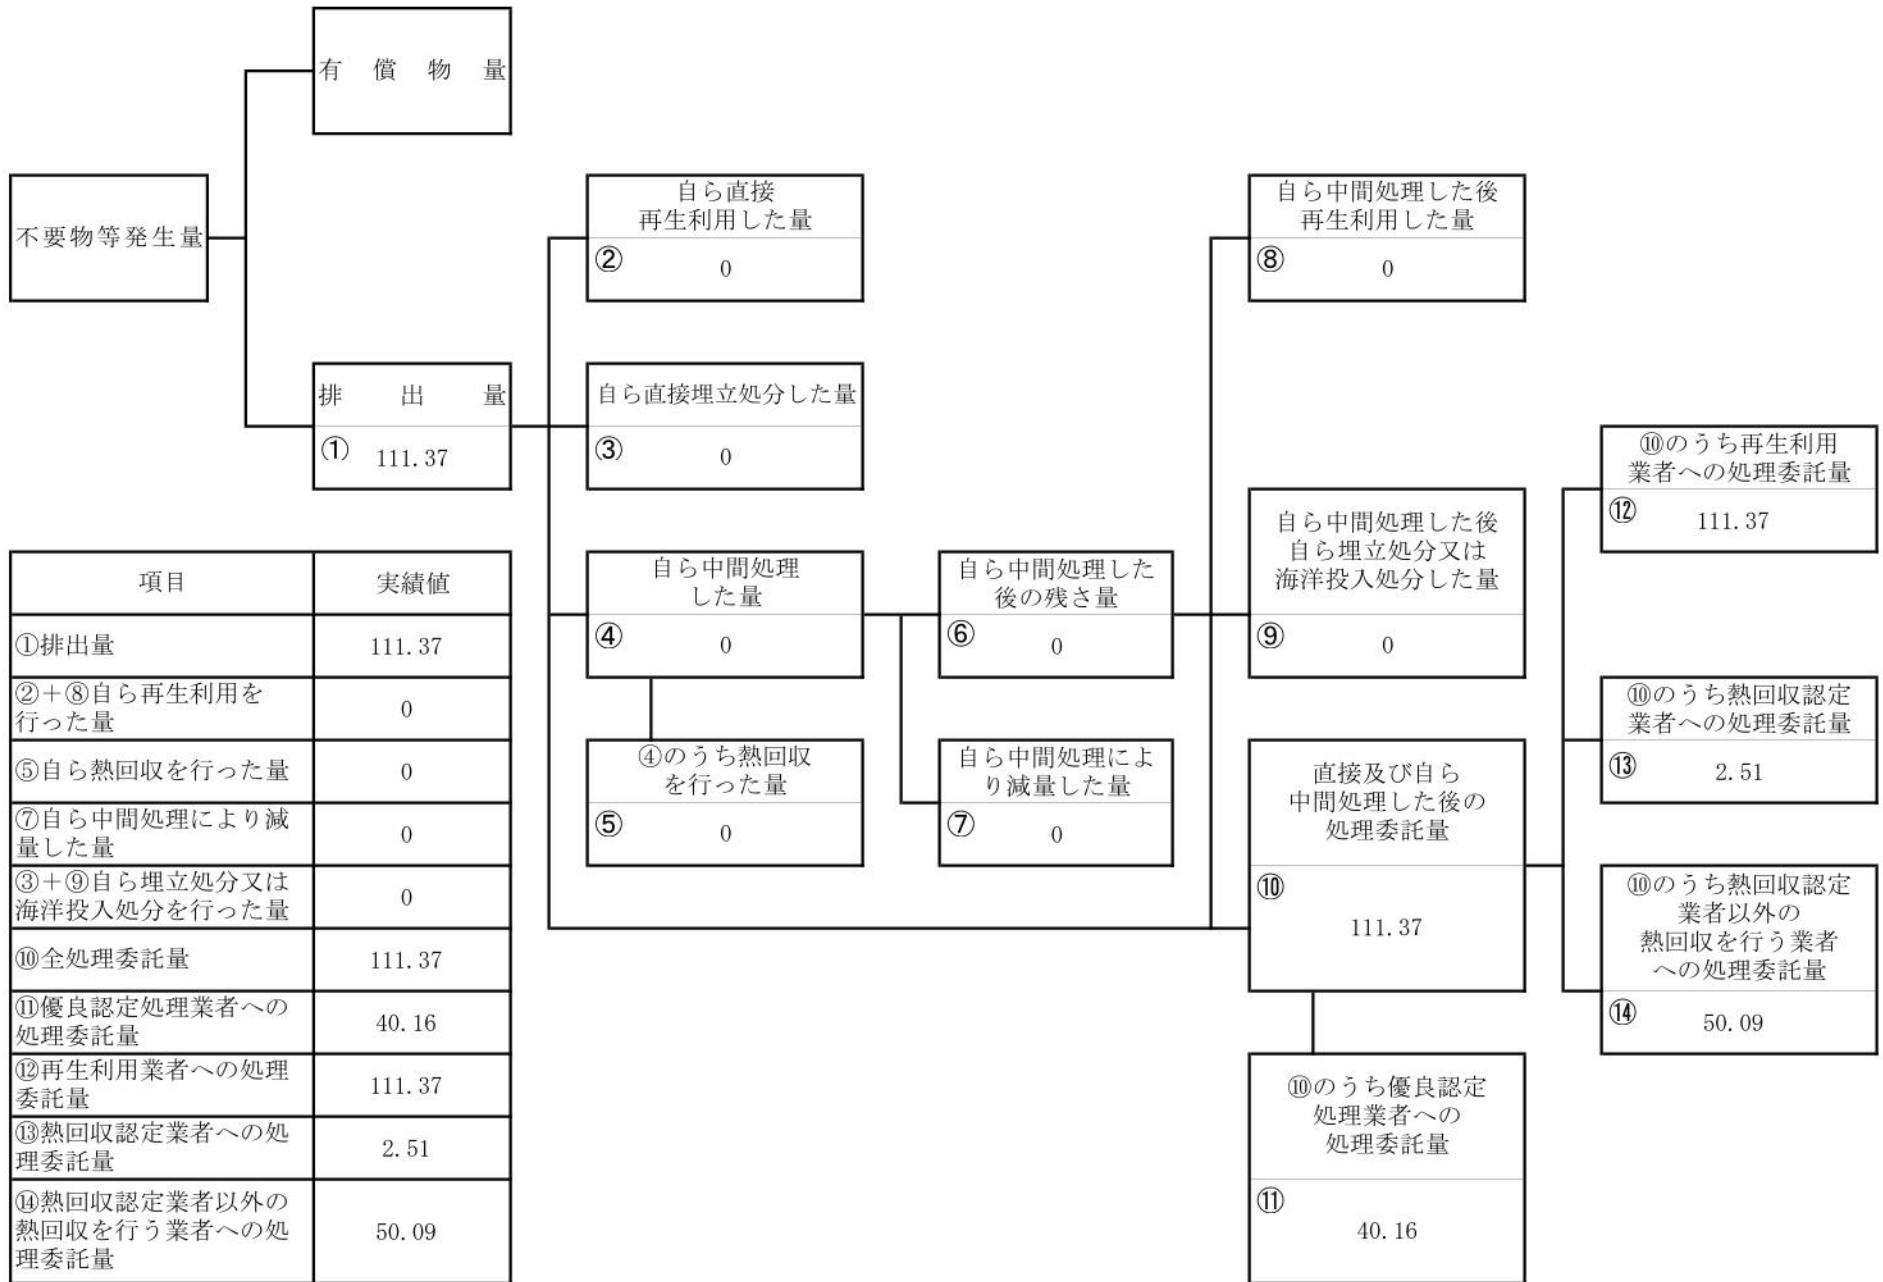 有償物量
不要物等発生量
排出量
① 111.37
自ら直接
再生利用した量
② 0
自ら直接埋立処分した量
③ 0
自ら中間処理
した量
④ 0
④のうち熱回収
を行った量
⑤ 0
自ら中間処理した
後の残さ量
⑥ 0
自ら中間処理によ
り減量した量
⑦ 0
自ら中間処理した後
再生利用した量
⑧ 0
自ら中間処理した後
自ら埋立処分又は
海洋投入処分した量
⑨ 0
直接及び自ら
中間処理した後の
処理委託量
⑩
111.37
⑩のうち優良認定
処理業者への
処理委託量
⑪
40.16
⑩のうち再生利用
業者への処理委託量
⑫ 111.37
⑩のうち熱回収認定
業者への処理委託量
⑬ 2.51
⑩のうち熱回収認定
業者以外の
熱回収を行う業者
への処理委託量
⑭ 50.09
項目 実績値
①排出量 111.37
②+⑧自ら再生利用を
行った量 0
⑤自ら熱回収を行った量 0
⑦自ら中間処理により減
量した量 0
③+⑨自ら埋立処分又は
海洋投入処分を行った量 0
⑩全処理委託量 111.37
⑪優良認定処理業者への
処理委託量 40.16
⑫再生利用業者への処理
委託量 111.37
⑬熱回収認定業者への処
理委託量 2.51
⑭熱回収認定業者以外の
熱回収を行う業者への処
理委託量 50.09